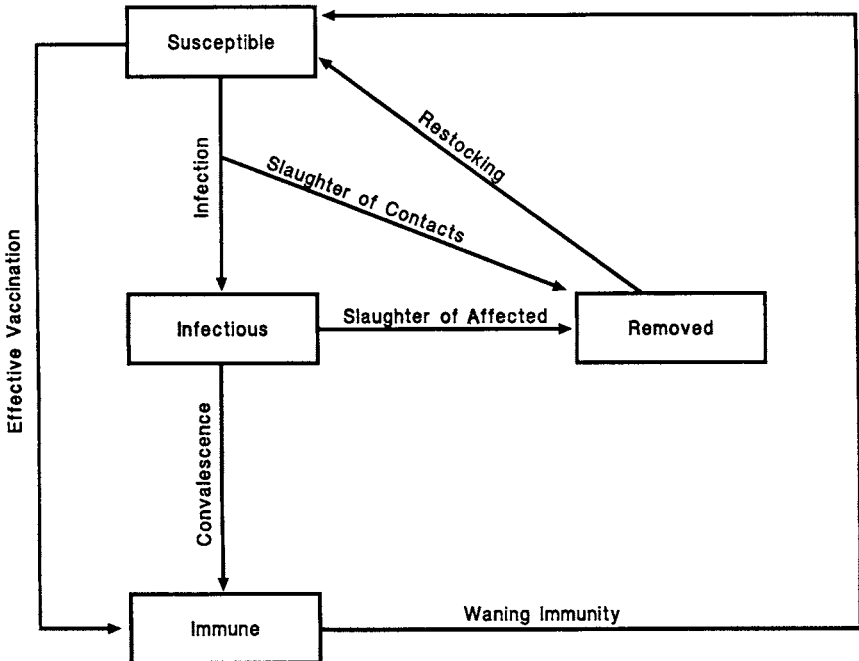 Susceptible
Restocking
Infection
Slaughter of Contacts
Effective Vaccination
Infectious
Slaughter of Affected
Removed
Convalescence
Immune
Waning Immunity